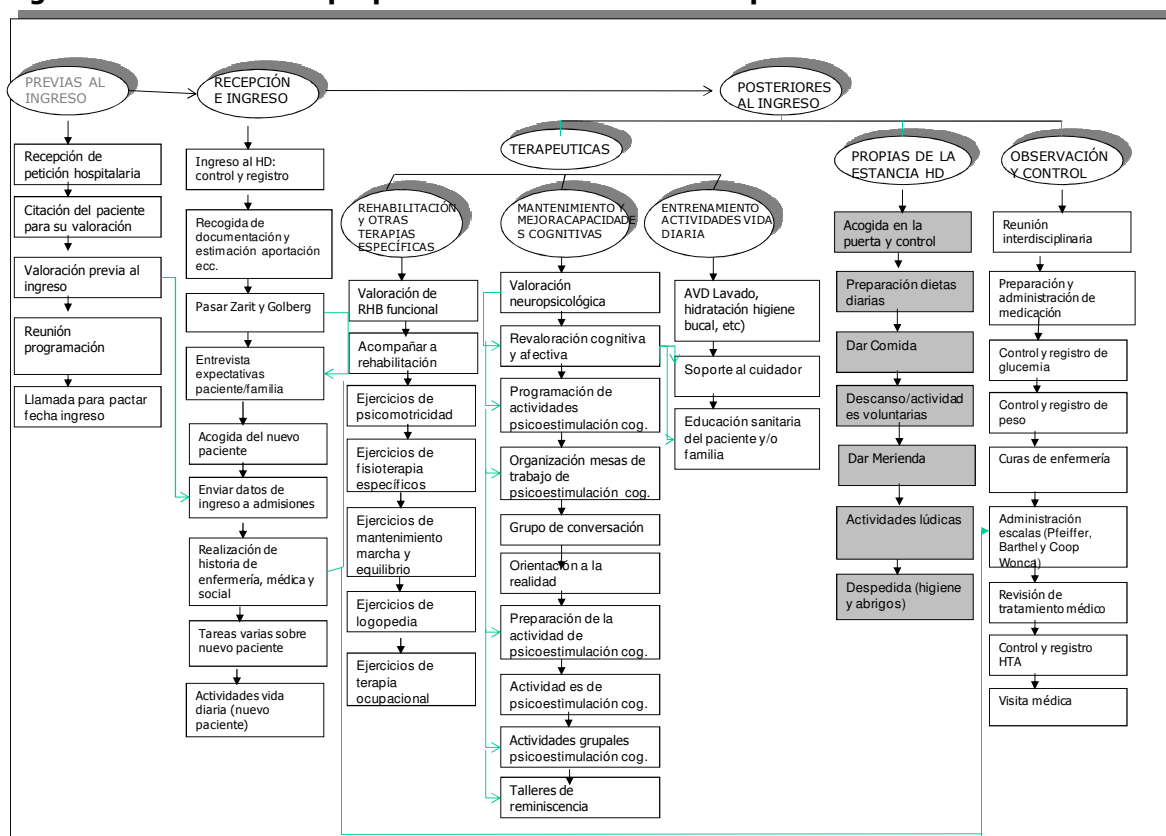 PREVIAS AL
INGRESO
RECEPCIÓN
E INGRESO
POSTERIORES
AL INGRESO
TERAPEUTICAS
PROPIAS DE LA
ESTANCIA HD
OBSERVACIÓN
Y CONTROL
REHABILITACIÓN
y OTRAS
TERAPIAS
ESPECÍFICAS
MANTENIMIENTO Y
MEJORACAPACIDADE
S COGNITIVAS
ENTRENAMIENTO
ACTIVIDADES VIDA
DIARIA
Recepción de
petición hospitalaria
Citación del paciente
para su valoración
Valoración previa al
ingreso
Reunión
programación
Llamada para pactar
fecha ingreso
Ingreso al HD:
control y registro
Recogida de
documentación y
estimación aportación
ecc.
Pasar Zarit y Golberg
Entrevista
expectativas
paciente/familia
Acogida del nuevo
paciente
Enviar datos de
ingreso a admisiones
Realización de
historia de
enfermería, médica y
social
Tareas varias sobre
nuevo paciente
Actividades vida
diaria (nuevo
paciente)
Valoración de
RHB funcional
Acompañar a
rehabilitación
Ejercicios de
psicomotricidad
Ejercicios de
fisioterapia
específicos
Ejercicios de
mantenimiento
marcha y
equilibrio
Ejercicios de
logopedia
Ejercicios de
terapia
ocupacional
Valoración
neuropsicológica
Revaloración cognitiva
y afectiva
Programación de
actividades
psicoestimulación cog.
Organización mesas de
trabajo de
psicoestimulación cog.
Grupo de conversación
Orientación a la
realidad
Preparación de la
actividad de
psicoestimulación cog.
Actividad es de
psicoestimulación cog.
Actividades grupales
psicoestimulación cog.
Talleres de
reminiscencia
AVD Lavado,
hidratación higiene
bucal, etc)
Soporte al cuidador
Educación sanitaria
del paciente y/o
familia
Acogida en la
puerta y control
Preparación dietas
diarias
Dar Comida
Descanso/actividad
es voluntarias
Dar Merienda
Actividades lúdicas
Despedida (higiene
y abrigos)
Reunión
interdisciplinaria
Preparación y
administración de
medicación
Control y registro de
glucemia
Control y registro de
peso
Curas de enfermería
Administración
escalas (Pfeiffer,
Barthel y Coop
Wonca)
Revisión de
tratamiento médico
Control y registro
HTA
Visita médica